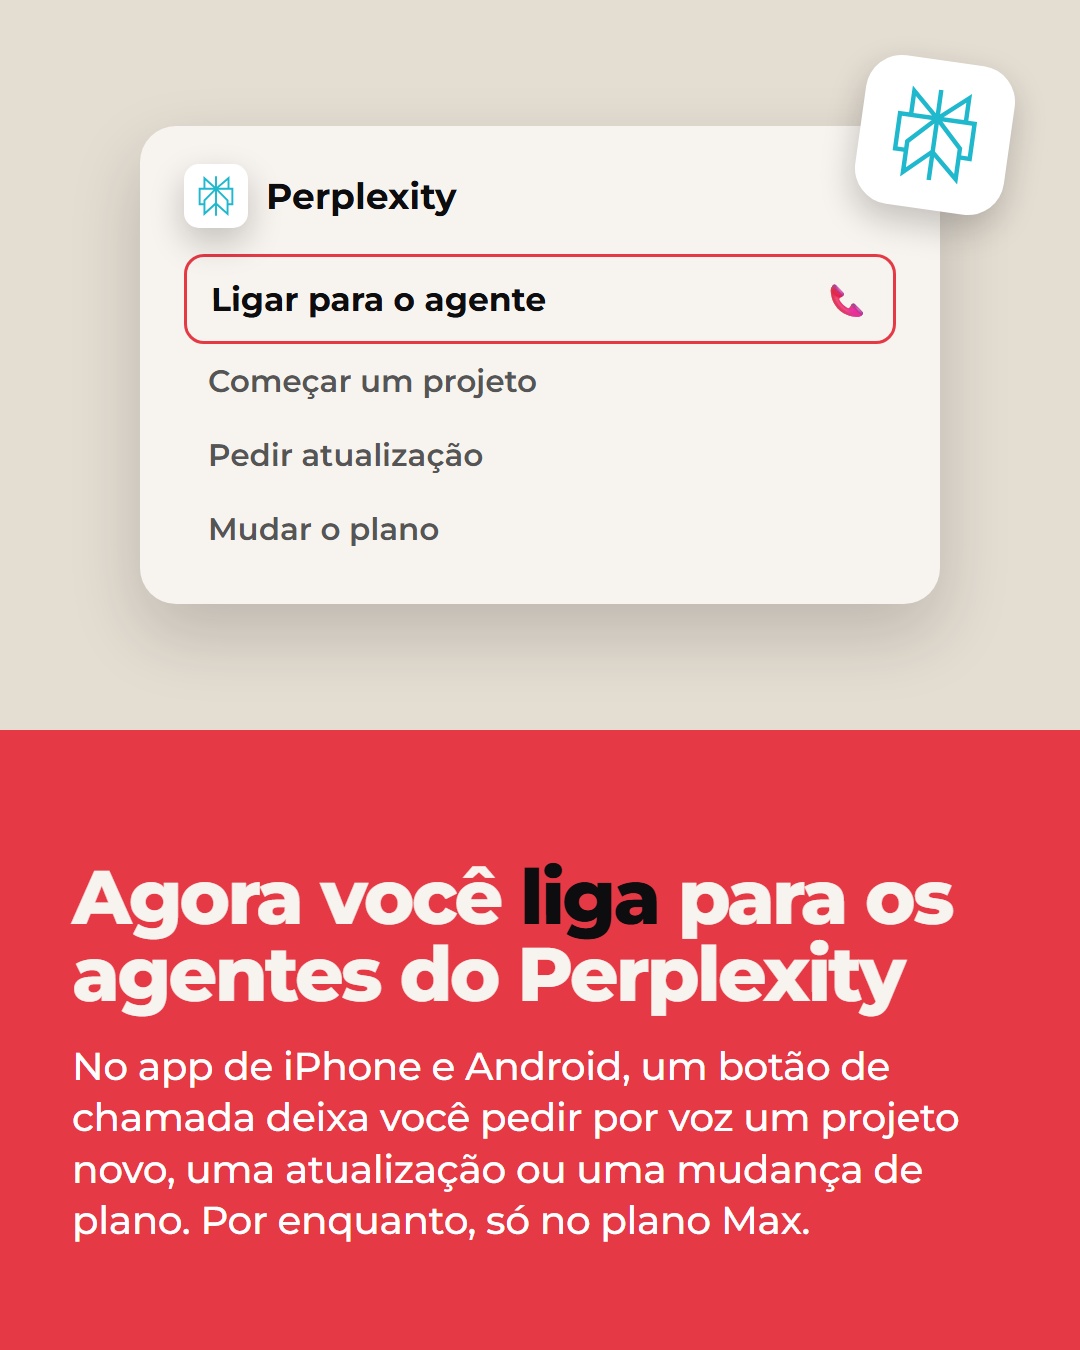 Perplexity
Ligar para o agente
Começar um projeto
Pedir atualização
Mudar o plano
Agora você liga para os
agentes do Perplexity
No app de iPhone e Android, um botão de
chamada deixa você pedir por voz um projeto
novo, uma atualização ou uma mudança de
plano. Por enquanto, só no plano Max.